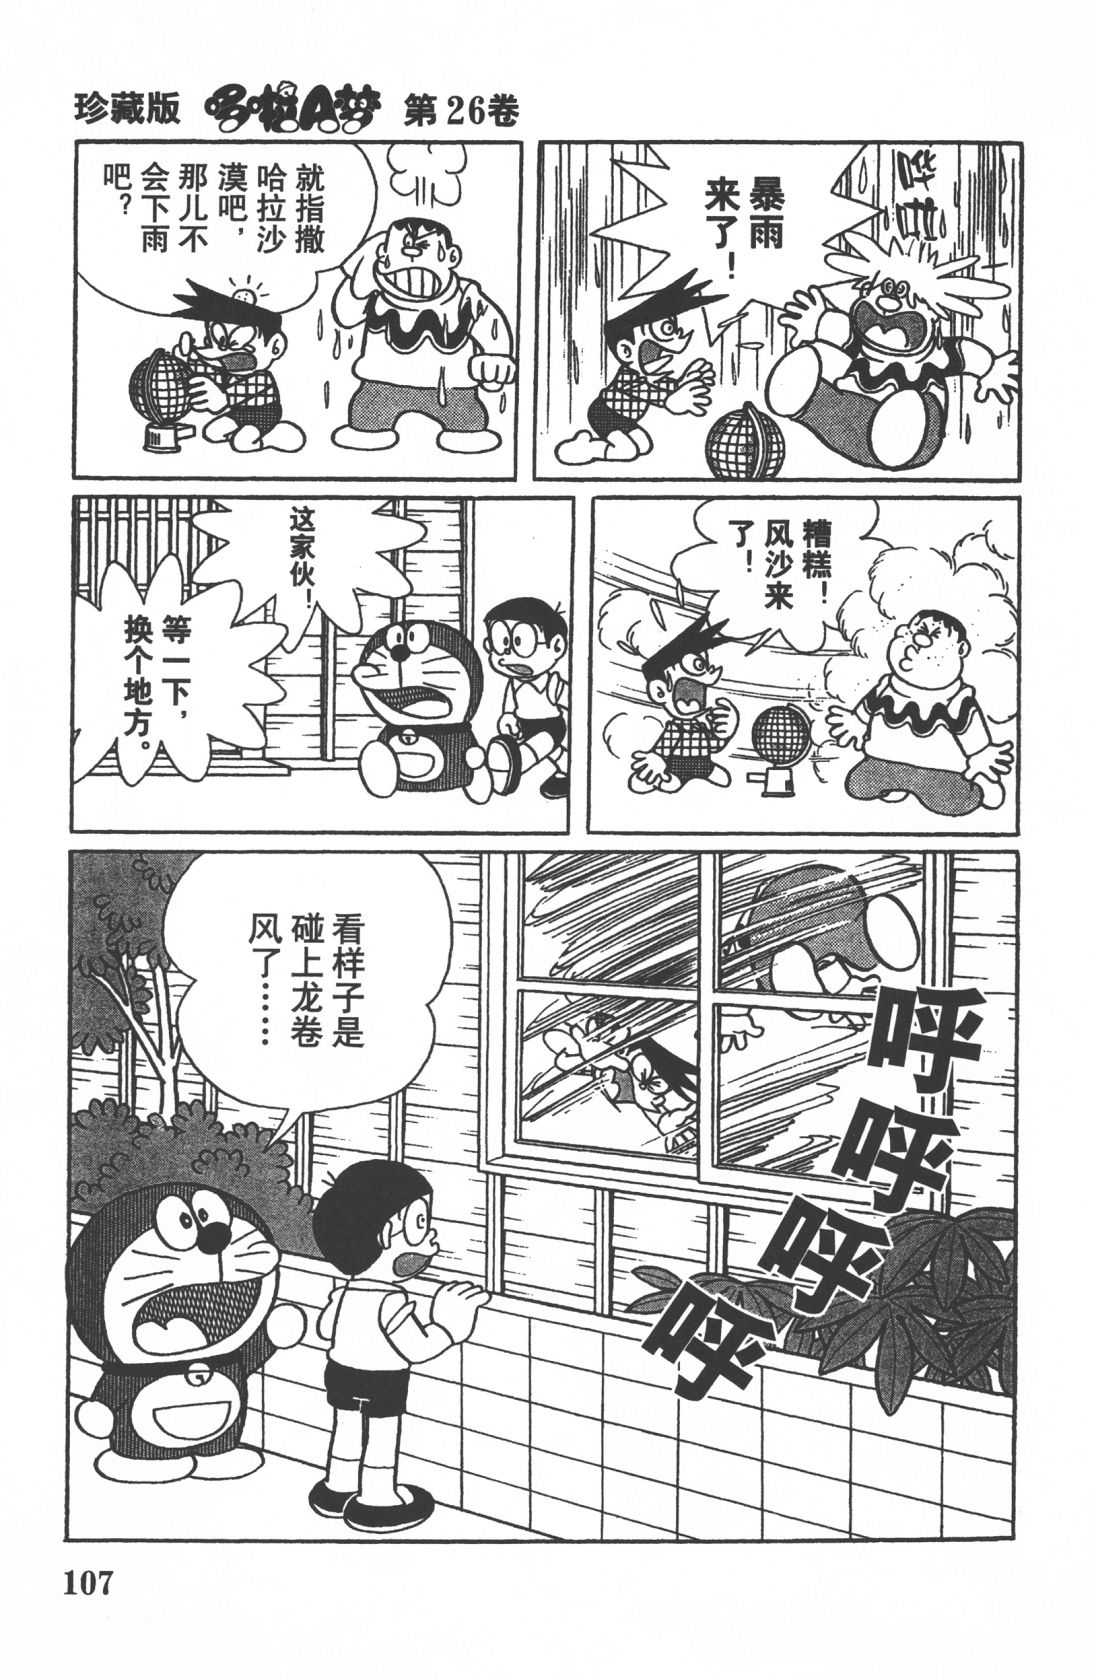 珍藏版 哆啦A梦 第26卷
哗啦
暴雨
来了！
就指撒
哈拉沙
漠吧，
那儿不
会下雨
吧？
糟糕！
风沙来
了！
这家伙！
等一下，
换个地方。
看样子是
碰上龙卷
风了……
呼呼呼呼
107